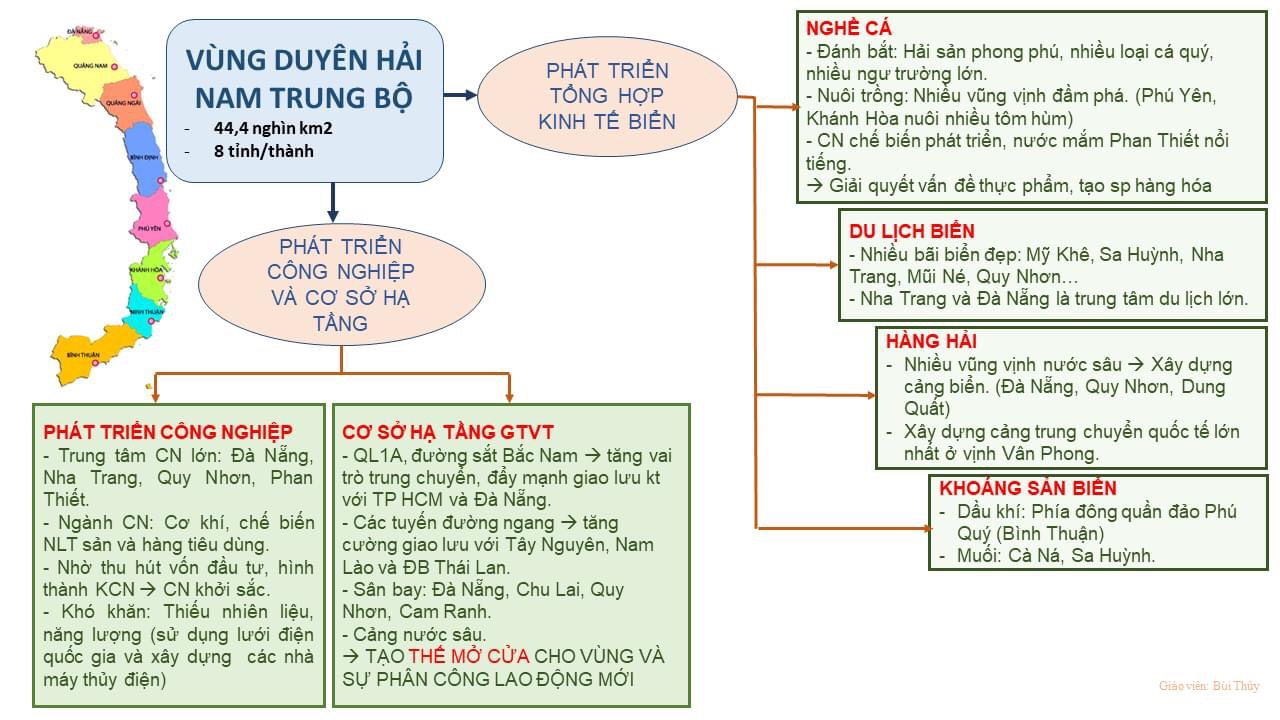 ĐÀ NẴNG
QUẢNG NAM
QUẢNG NGÃI
BÌNH ĐỊNH
PHÚ YÊN
KHÁNH HÒA
NINH THUẬN
BÌNH THUẬN
VÙNG DUYÊN HẢI
NAM TRUNG BỘ
- 44,4 nghìn km2
- 8 tỉnh/thành
PHÁT TRIỂN
TỔNG HỢP
KINH TẾ BIỂN
NGHỀ CÁ
- Đánh bắt: Hải sản phong phú, nhiều loại cá quý,
nhiều ngư trường lớn.
- Nuôi trồng: Nhiều vũng vịnh đầm phá. (Phú Yên,
Khánh Hòa nuôi nhiều tôm hùm)
- CN chế biến phát triển, nước mắm Phan Thiết nổi
tiếng.
→ Giải quyết vấn đề thực phẩm, tạo sp hàng hóa
DU LỊCH BIỂN
- Nhiều bãi biển đẹp: Mỹ Khê, Sa Huỳnh, Nha
Trang, Mũi Né, Quy Nhơn…
- Nha Trang và Đà Nẵng là trung tâm du lịch lớn.
HÀNG HẢI
- Nhiều vũng vịnh nước sâu → Xây dựng
cảng biển. (Đà Nẵng, Quy Nhơn, Dung
Quất)
- Xây dựng cảng trung chuyển quốc tế lớn
nhất ở vịnh Vân Phong.
KHOÁNG SẢN BIỂN
- Dầu khí: Phía đông quần đảo Phú
Quý (Bình Thuận)
- Muối: Cà Ná, Sa Huỳnh.
PHÁT TRIỂN
CÔNG NGHIỆP
VÀ CƠ SỞ HẠ
TẦNG
PHÁT TRIỂN CÔNG NGHIỆP
- Trung tâm CN lớn: Đà Nẵng,
Nha Trang, Quy Nhơn, Phan
Thiết.
- Ngành CN: Cơ khí, chế biến
NLT sản và hàng tiêu dùng.
- Nhờ thu hút vốn đầu tư, hình
thành KCN → CN khởi sắc.
- Khó khăn: Thiếu nhiên liệu,
năng lượng (sử dụng lưới điện
quốc gia và xây dựng các nhà
máy thủy điện)
CƠ SỞ HẠ TẦNG GTVT
- QL1A, đường sắt Bắc Nam → tăng vai
trò trung chuyển, đẩy mạnh giao lưu kt
với TP HCM và Đà Nẵng.
- Các tuyến đường ngang → tăng
cường giao lưu với Tây Nguyên, Nam
Lào và ĐB Thái Lan.
- Sân bay: Đà Nẵng, Chu Lai, Quy
Nhơn, Cam Ranh.
- Cảng nước sâu.
→ TẠO THẾ MỞ CỬA CHO VÙNG VÀ
SỰ PHÂN CÔNG LAO ĐỘNG MỚI
Giáo viên: Bùi Thúy